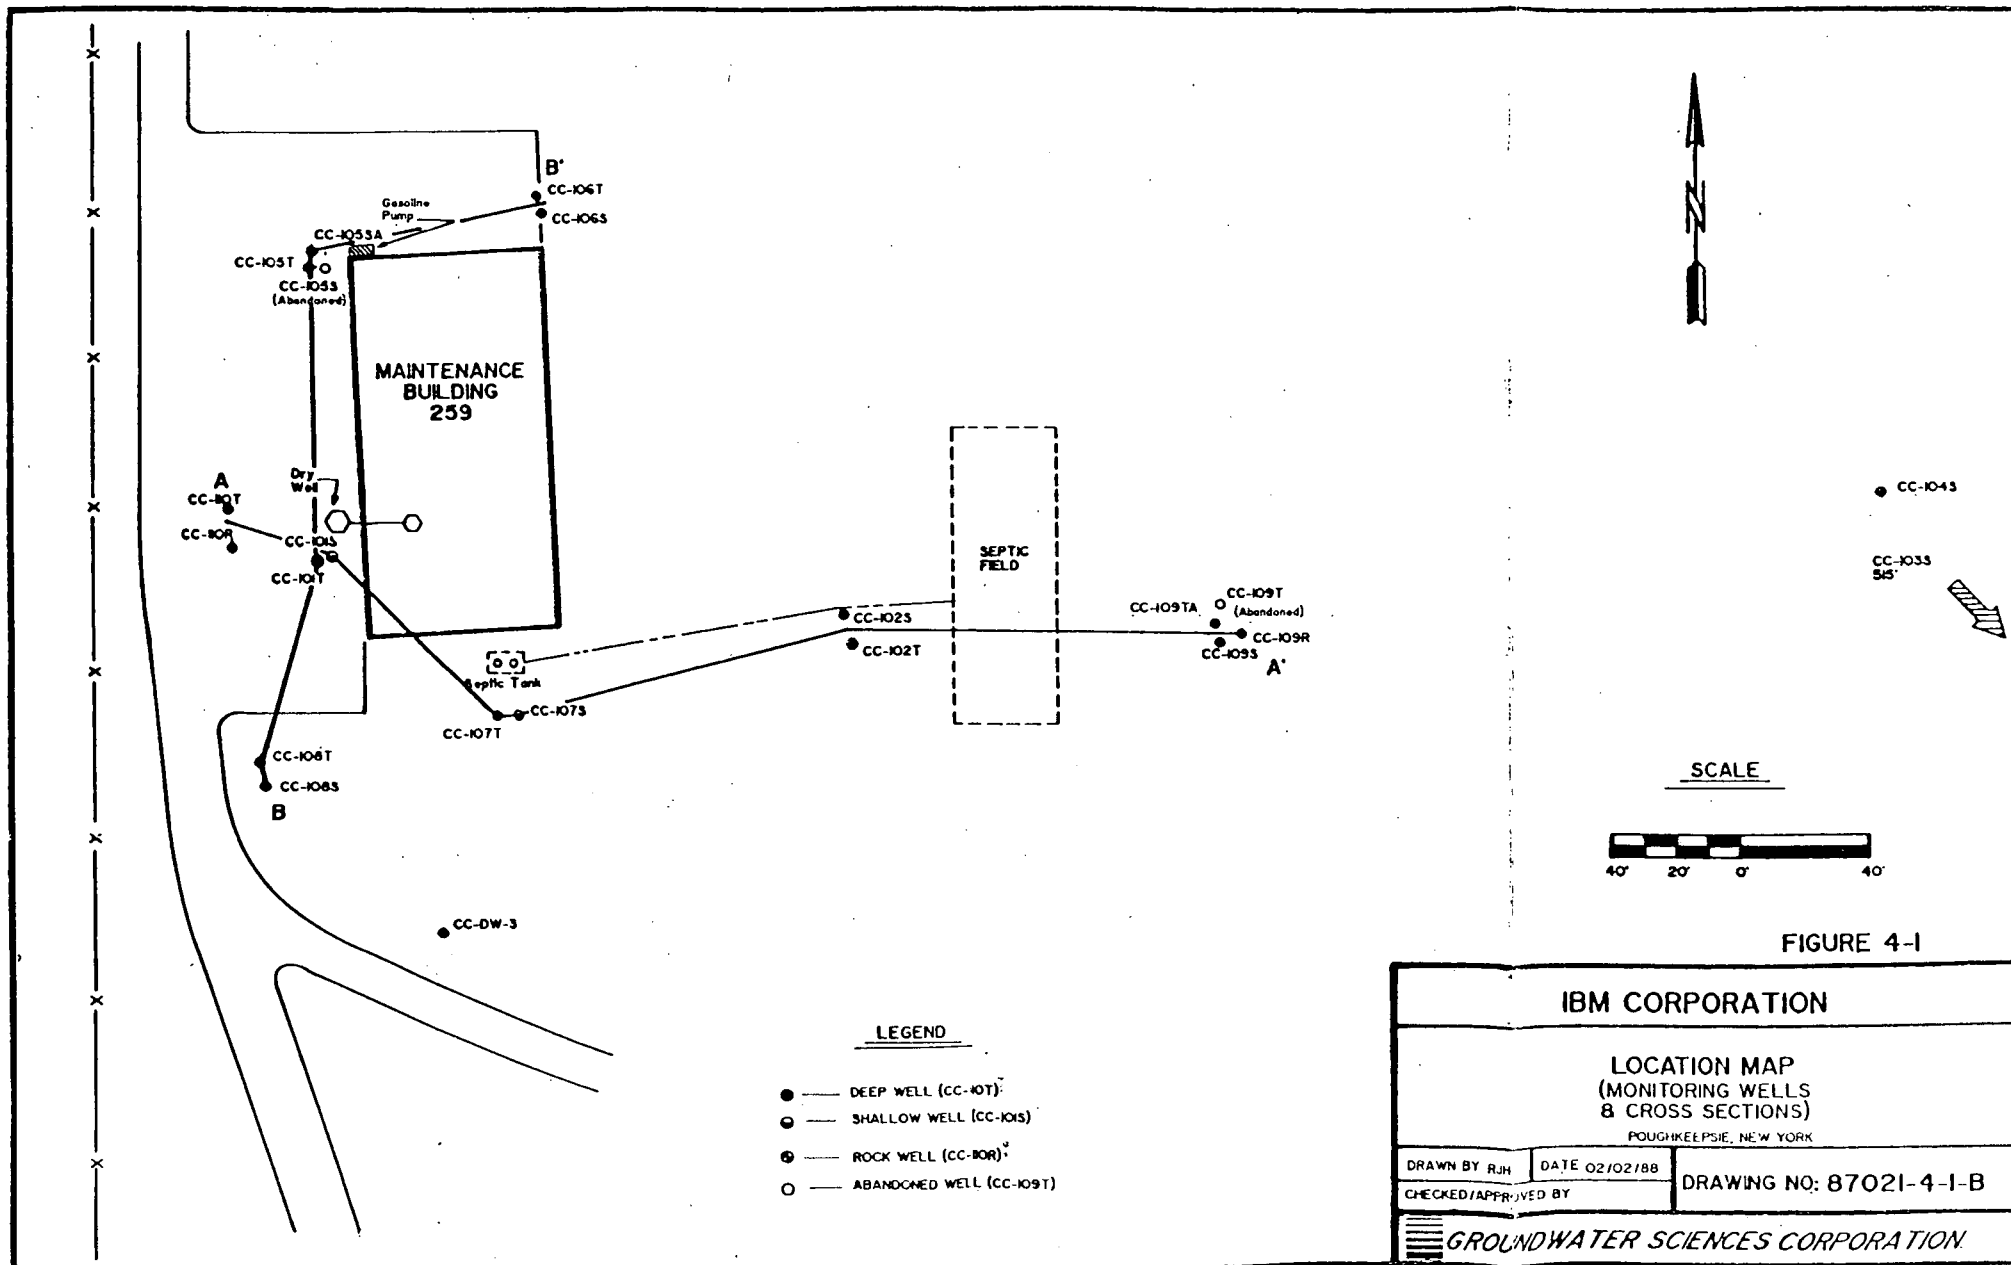 B'
CC-106T
CC-106S
Gasoline
Pump
CC-105SA
CC-105T
CC-105S
(Abandoned)
MAINTENANCE
BUILDING
259
Dry
Well
A
CC-110T
CC-110R
CC-101S
CC-101T
SEPTIC
FIELD
CC-104S
CC-103S
515'
CC-109T
(Abandoned)
CC-109TA
CC-109R
CC-109S
A'
CC-102S
CC-102T
Septic Tank
CC-107S
CC-107T
CC-108T
CC-108S
B
CC-DW-3
N
SCALE
40' 20' 0' 40'
FIGURE 4-1
LEGEND
DEEP WELL (CC-101T)
SHALLOW WELL (CC-101S)
ROCK WELL (CC-110R)
ABANDONED WELL (CC-109T)
IBM CORPORATION
LOCATION MAP
(MONITORING WELLS
& CROSS SECTIONS)
POUGHKEEPSIE, NEW YORK
DRAWN BY RJH
DATE 02/02/88
CHECKED/APPROVED BY
DRAWING NO: 87021-4-1-B
GROUNDWATER SCIENCES CORPORATION